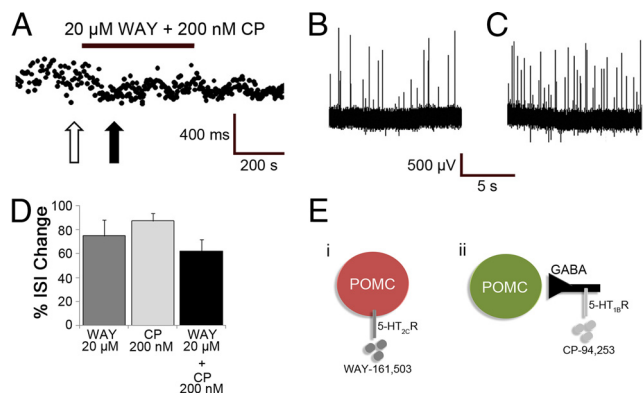 A
20 µM WAY + 200 nM CP
400 ms
200 s
B
C
500 µV
5 s
D
% ISI Change
100
80
60
40
20
0
WAY
20 µM
CP
200 nM
WAY
20 µM
+
CP
200 nM
E
i
POMC
5-HT2CR
WAY-161,503
ii
POMC
GABA
5-HT1BR
CP-94,253